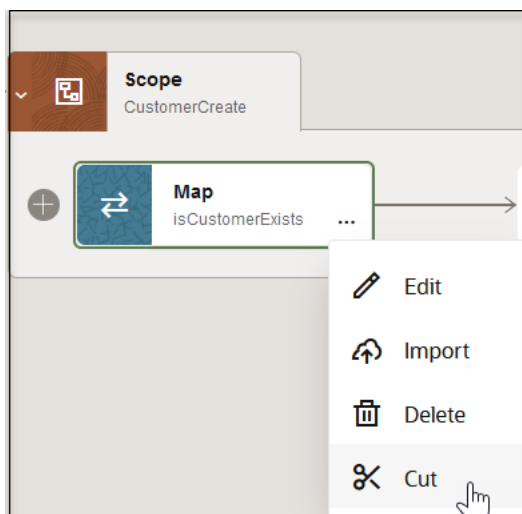 Scope
CustomerCreate
Map
isCustomerExists
...
Edit
Import
Delete
Cut